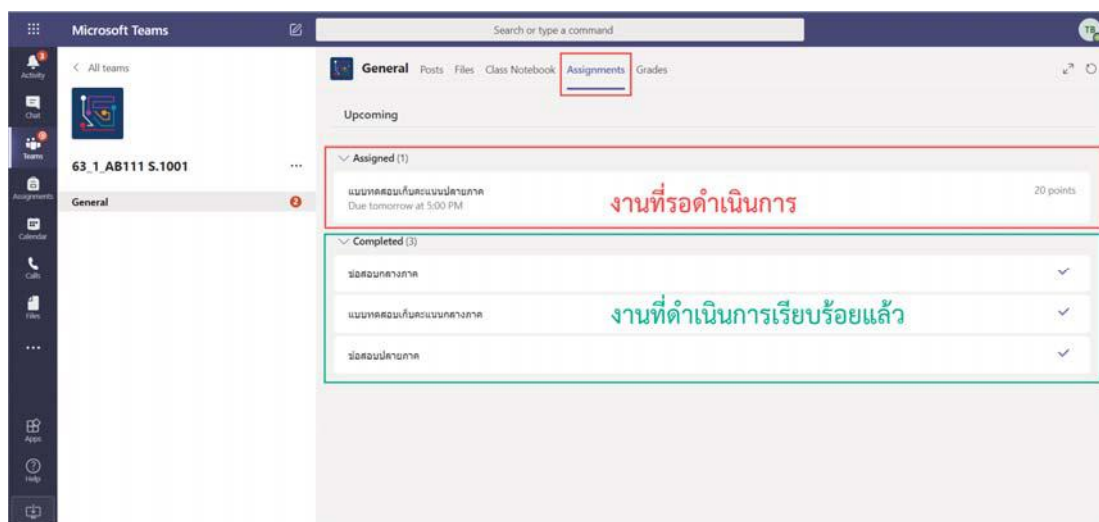 Microsoft Teams
Search or type a command
TB
3
Activity
Chat
Teams
Assignments
Calendar
Calls
Files
Apps
Help
All teams
63_1_AB111 S.1001
General
2
General Posts Files Class Notebook Assignments Grades
Upcoming
Assigned (1)
แบบทดสอบเก็บคะแนนปลายภาค
Due tomorrow at 5:00 PM
งานที่รอดำเนินการ
20 points
Completed (3)
ข้อสอบกลางภาค
แบบทดสอบเก็บคะแนนกลางภาค
งานที่ดำเนินการเรียบร้อยแล้ว
ข้อสอบปลายภาค